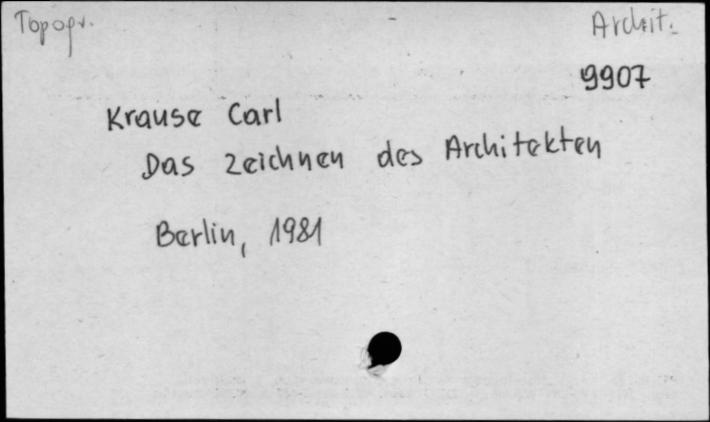 Topogr.
Archit.
9907
Krause Carl
Das Zeichnen des Architekten
Berlin, 1981